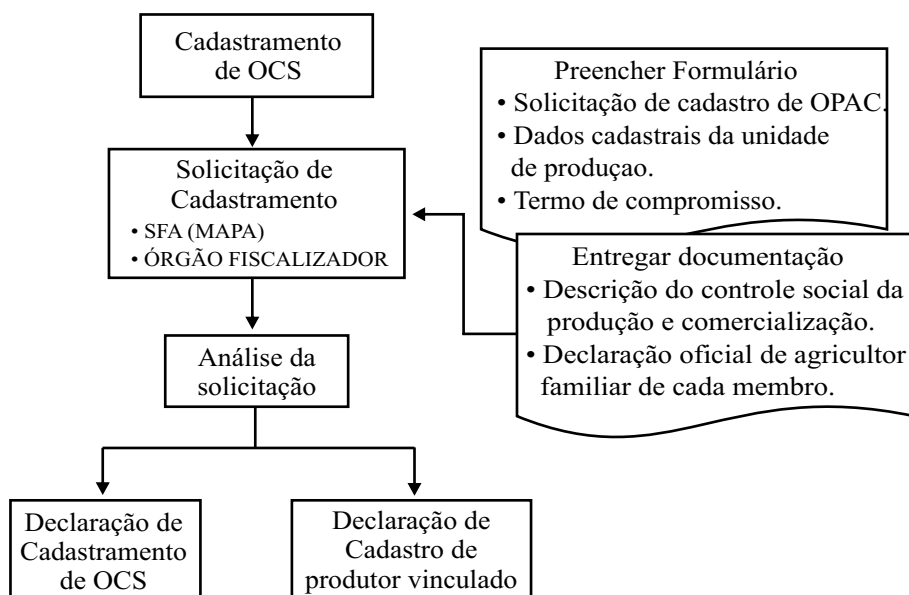 Cadastramento
de OCS
Solicitação de
Cadastramento
• SFA (MAPA)
• ÓRGÃO FISCALIZADOR
Preencher Formulário
• Solicitação de cadastro de OPAC.
• Dados cadastrais da unidade
de produçao.
• Termo de compromisso.
Entregar documentação
• Descrição do controle social da
produção e comercialização.
• Declaração oficial de agricultor
familiar de cada membro.
Análise da
solicitação
Declaração de
Cadastramento
de OCS
Declaração de
Cadastro de
produtor vinculado